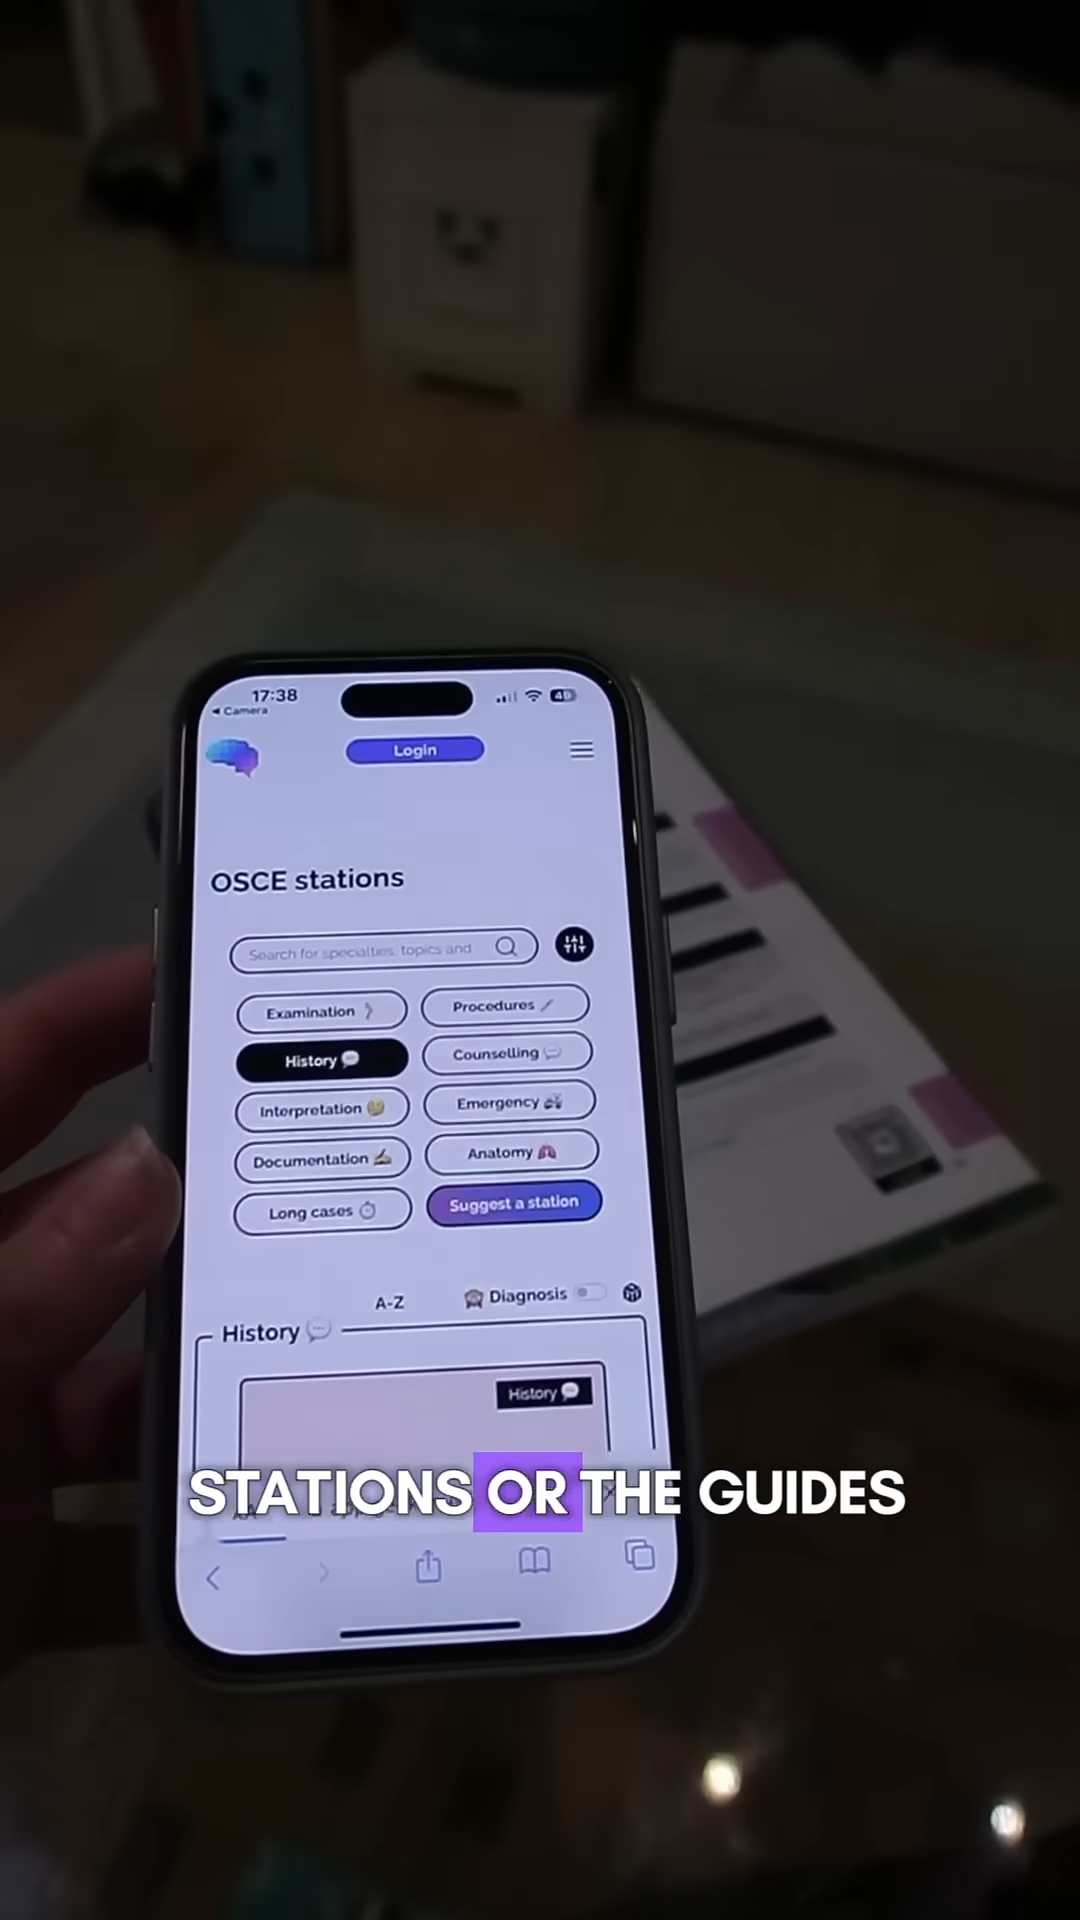 17:38
49
◀ Camera
Login
OSCE stations
Search for specialties, topics and
Examination
Procedures
History
Counselling
Interpretation
Emergency
Documentation
Anatomy
Long cases
Suggest a station
A-Z
Diagnosis
History
History
STATIONS OR THE GUIDES